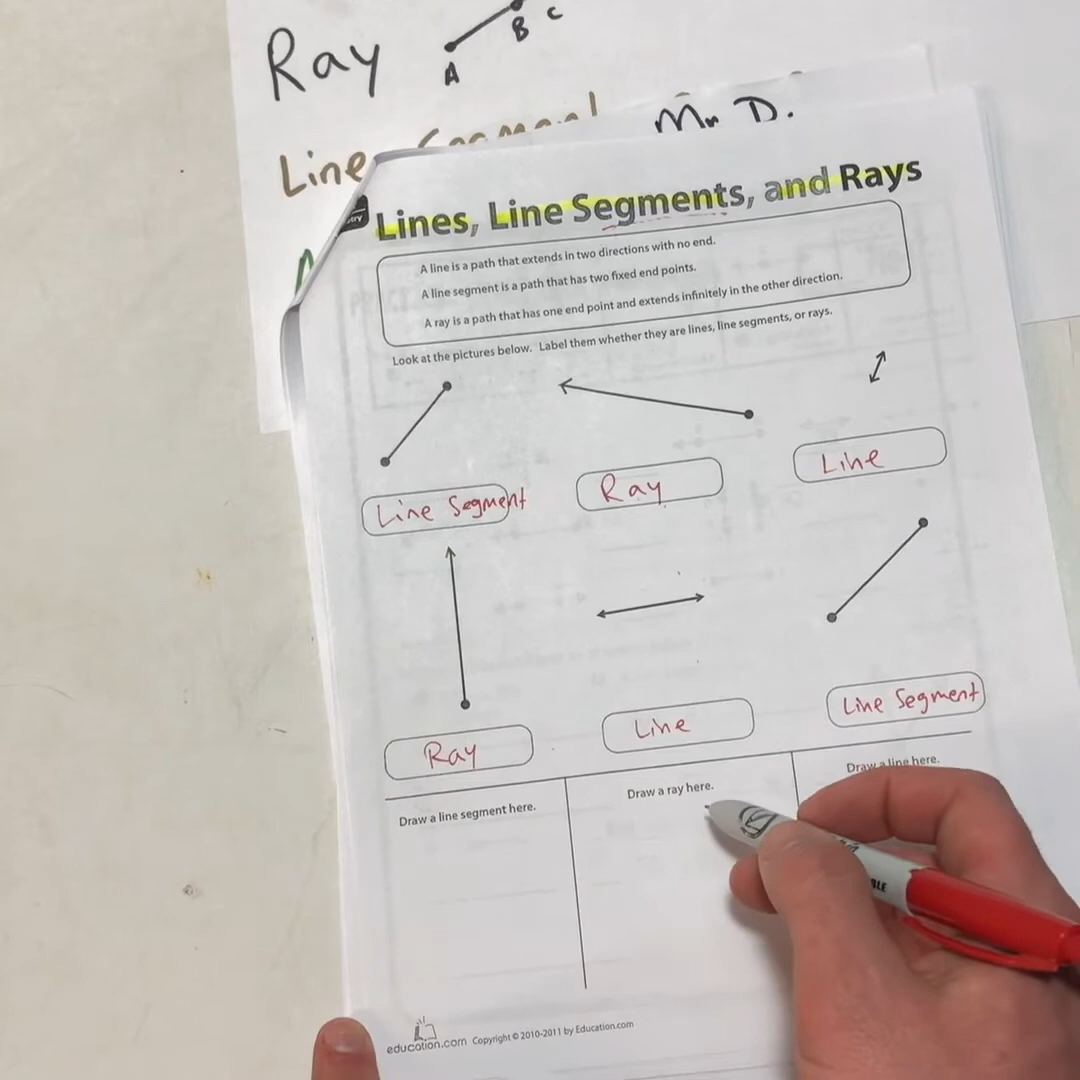 Ray
A
B
C
Line
Mr D.
Lines, Line Segments, and Rays
A line is a path that extends in two directions with no end.
A line segment is a path that has two fixed end points.
A ray is a path that has one end point and extends infinitely in the other direction.
Look at the pictures below. Label them whether they are lines, line segments, or rays.
Line Segment
Ray
Line
Ray
Line
Line Segment
Draw a line segment here.
Draw a ray here.
Draw a line here.
education.com Copyright © 2010-2011 by Education.com